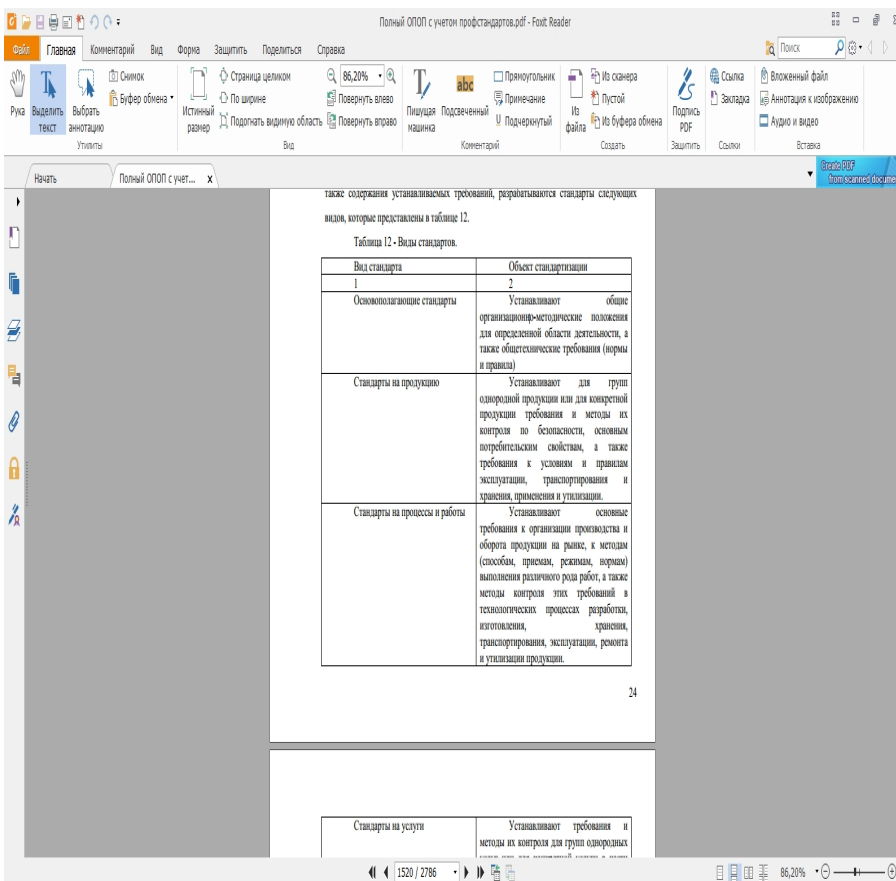 Полный ОПОП с учетом профстандартов.pdf - Foxit Reader
Файл Главная Комментарий Вид Форма Защитить Поделиться Справка Поиск
Рука
Выделить текст
Выбрать аннотацию
Снимок
Буфер обмена
Утилиты
Истинный размер
Страница целиком
По ширине
Подогнать видимую область
86,20%
Повернуть влево
Повернуть вправо
Вид
Пишущая машинка
abc
Подсвеченный
Прямоугольник
Примечание
Подчеркнутый
Комментарий
Из файла
Из сканера
Пустой
Из буфера обмена
Создать
Подпись PDF
Защитить
Ссылка
Закладка
Ссылки
Вложенный файл
Аннотация к изображению
Аудио и видео
Вставка
Начать Полный ОПОП с учет... x
Create PDF
from scanned docume
также содержания устанавливаемых требований, разрабатываются стандарты следующих
видов, которые представлены в таблице 12.
Таблица 12 - Виды стандартов.
Вид стандарта Объект стандартизации
1 2
Основополагающие стандарты Устанавливают общие
организационно-методические положения
для определенной области деятельности, а
также общетехнические требования (нормы
и правила)
Стандарты на продукцию Устанавливают для групп
однородной продукции или для конкретной
продукции требования и методы их
контроля по безопасности, основным
потребительским свойствам, а также
требования к условиям и правилам
эксплуатации, транспортирования и
хранения, применения и утилизации.
Стандарты на процессы и работы Устанавливают основные
требования к организации производства и
оборота продукции на рынке, к методам
(способам, приемам, режимам, нормам)
выполнения различного рода работ, а также
методы контроля этих требований в
технологических процессах разработки,
изготовления, хранения,
транспортирования, эксплуатации, ремонта
и утилизации продукции.
24
Стандарты на услуги Устанавливают требования и
методы их контроля для групп однородных
1520 / 2786 86,20%